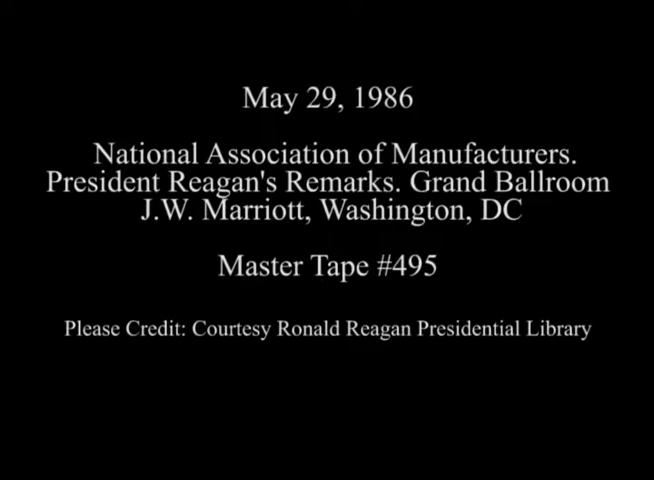 May 29, 1986
National Association of Manufacturers.
President Reagan's Remarks. Grand Ballroom
J.W. Marriott, Washington, DC
Master Tape #495
Please Credit: Courtesy Ronald Reagan Presidential Library